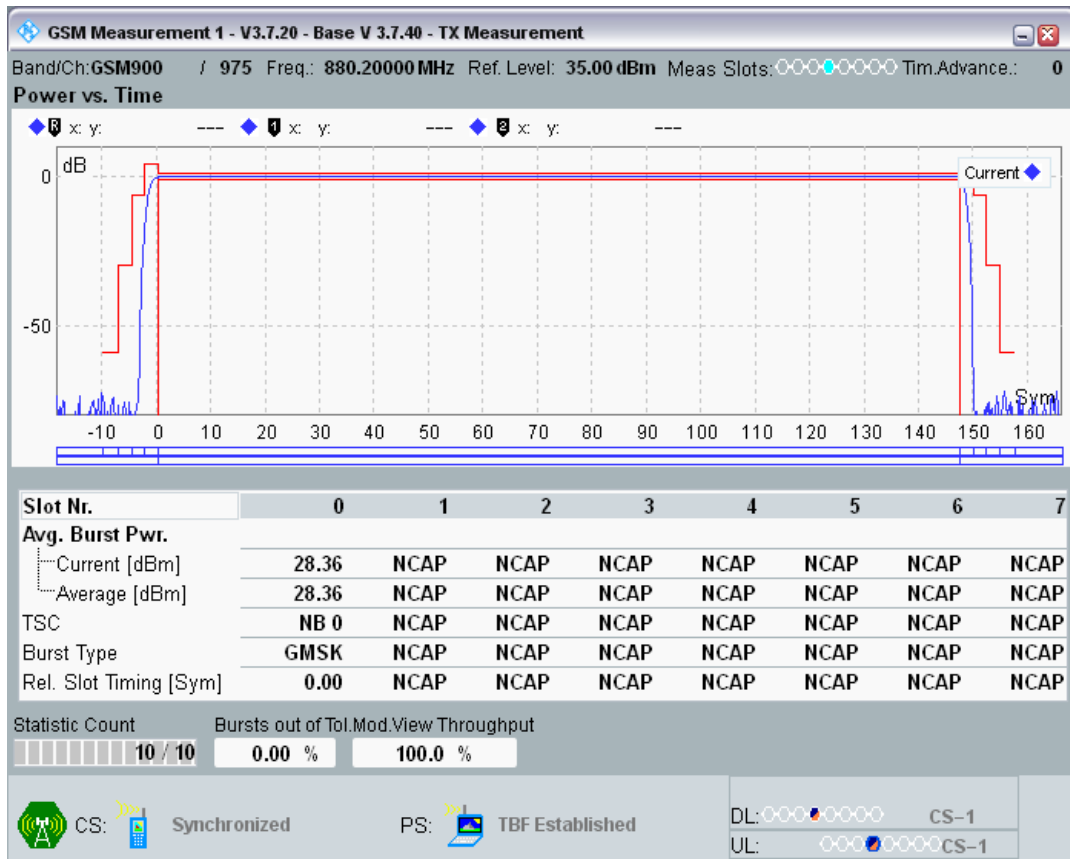 GSM Measurement 1 - V3.7.20 - Base V 3.7.40 - TX Measurement
Band/Ch:GSM900 / 975 Freq.: 880.20000 MHz Ref. Level: 35.00 dBm Meas Slots: Tim.Advance.: 0
Power vs. Time
R x: y: --- 1 x: y: --- 2 x: y: ---
dB
Current
0
-50
Sym
-10 0 10 20 30 40 50 60 70 80 90 100 110 120 130 140 150 160
Slot Nr. 0 1 2 3 4 5 6 7
Avg. Burst Pwr.
Current [dBm] 28.36 NCAP NCAP NCAP NCAP NCAP NCAP NCAP
Average [dBm] 28.36 NCAP NCAP NCAP NCAP NCAP NCAP NCAP
TSC NB 0 NCAP NCAP NCAP NCAP NCAP NCAP NCAP
Burst Type GMSK NCAP NCAP NCAP NCAP NCAP NCAP NCAP
Rel. Slot Timing [Sym] 0.00 NCAP NCAP NCAP NCAP NCAP NCAP NCAP
Statistic Count Bursts out of Tol.Mod.View Throughput
10 / 10 0.00 % 100.0 %
CS: Synchronized PS: TBF Established
DL: CS-1
UL: CS-1